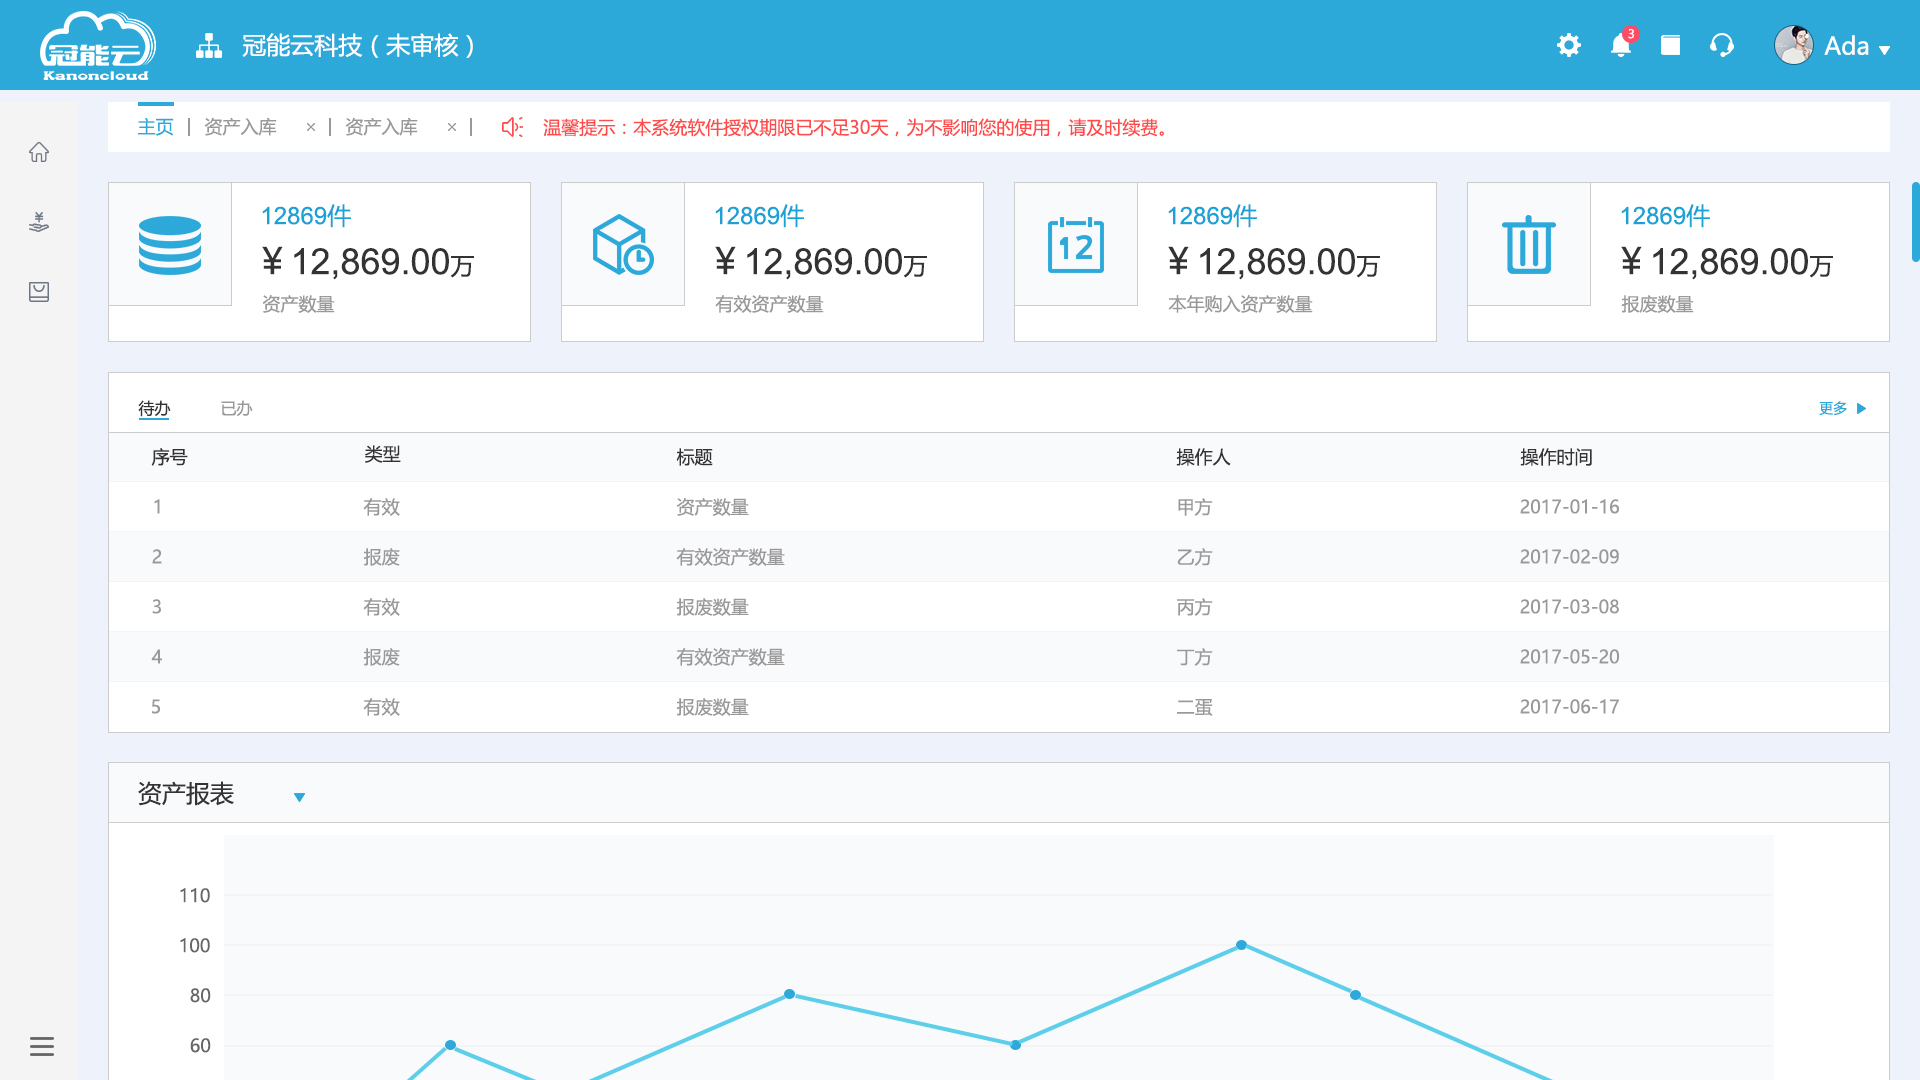 冠能云
Kanoncloud
冠能云科技（未审核）
3
Ada
主页 | 资产入库 × | 资产入库 × |
温馨提示：本系统软件授权期限已不足30天，为不影响您的使用，请及时续费。
12869件
¥ 12,869.00万
资产数量
12869件
¥ 12,869.00万
有效资产数量
12
12869件
¥ 12,869.00万
本年购入资产数量
12869件
¥ 12,869.00万
报废数量
待办 已办 更多
序号 类型 标题 操作人 操作时间
1 有效 资产数量 甲方 2017-01-16
2 报废 有效资产数量 乙方 2017-02-09
3 有效 报废数量 丙方 2017-03-08
4 报废 有效资产数量 丁方 2017-05-20
5 有效 报废数量 二蛋 2017-06-17
资产报表
110
100
80
60